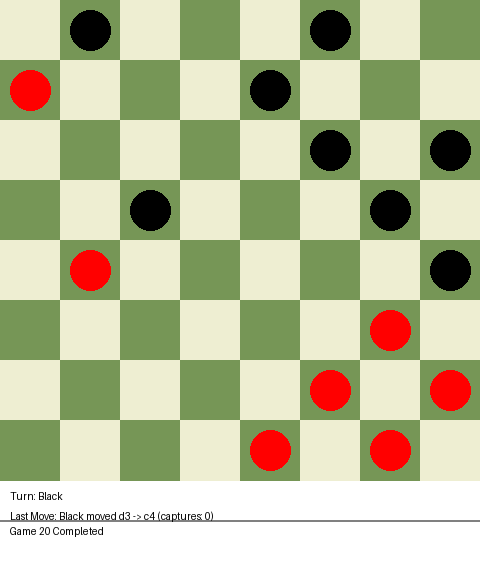 Turn: Black
Last Move: Black moved d3 -> c4 (captures: 0)
Game 20 Completed